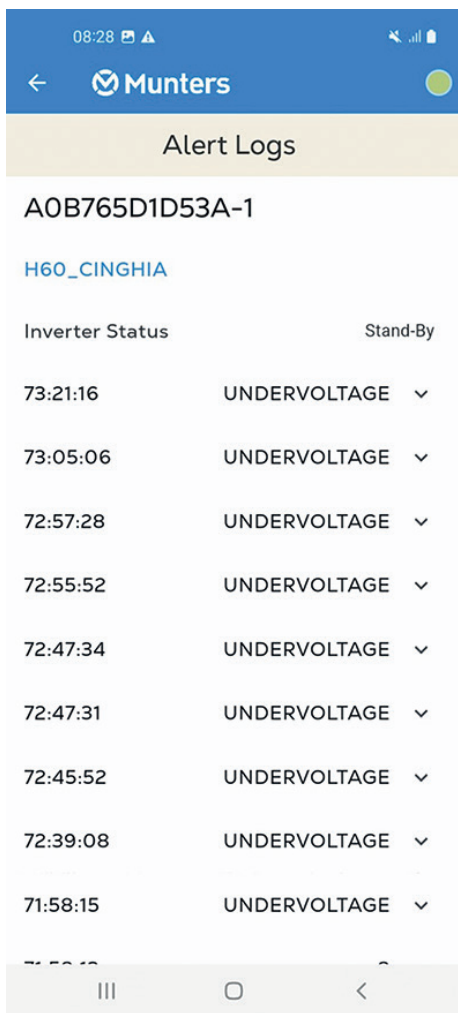 08:28
Munters
Alert Logs
A0B765D1D53A-1
H60_CINGHIA
Inverter Status Stand-By
73:21:16 UNDERVOLTAGE
73:05:06 UNDERVOLTAGE
72:57:28 UNDERVOLTAGE
72:55:52 UNDERVOLTAGE
72:47:34 UNDERVOLTAGE
72:47:31 UNDERVOLTAGE
72:45:52 UNDERVOLTAGE
72:39:08 UNDERVOLTAGE
71:58:15 UNDERVOLTAGE